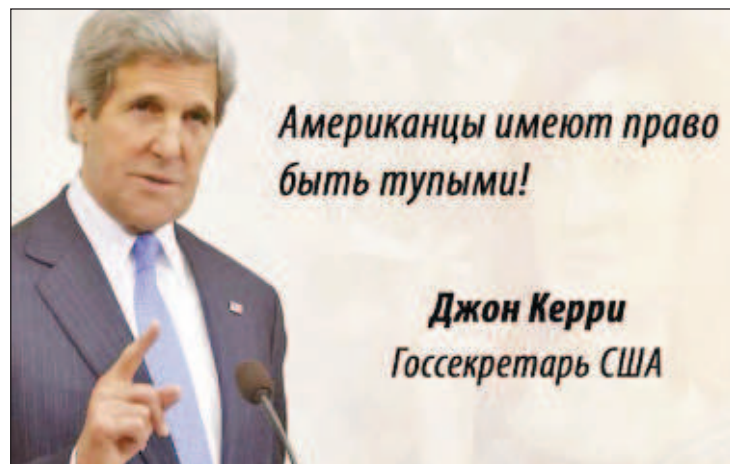 Американцы имеют право
быть тупыми!
Джон Керри
Госсекретарь США